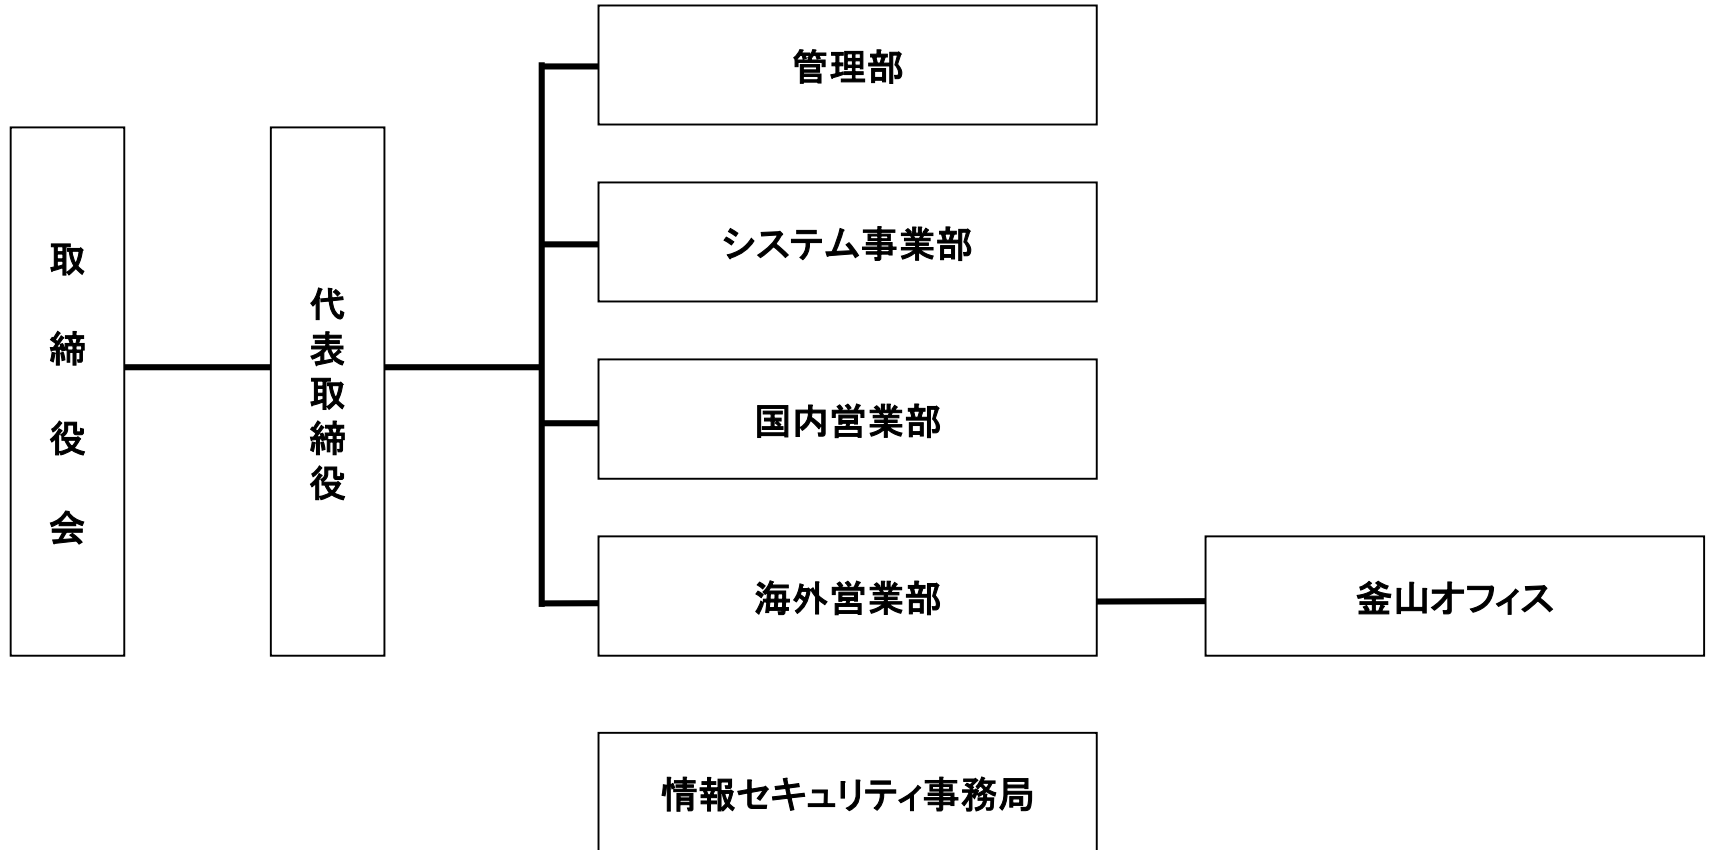 取締役会
代表取締役
管理部
システム事業部
国内営業部
海外営業部
釜山オフィス
情報セキュリティ事務局